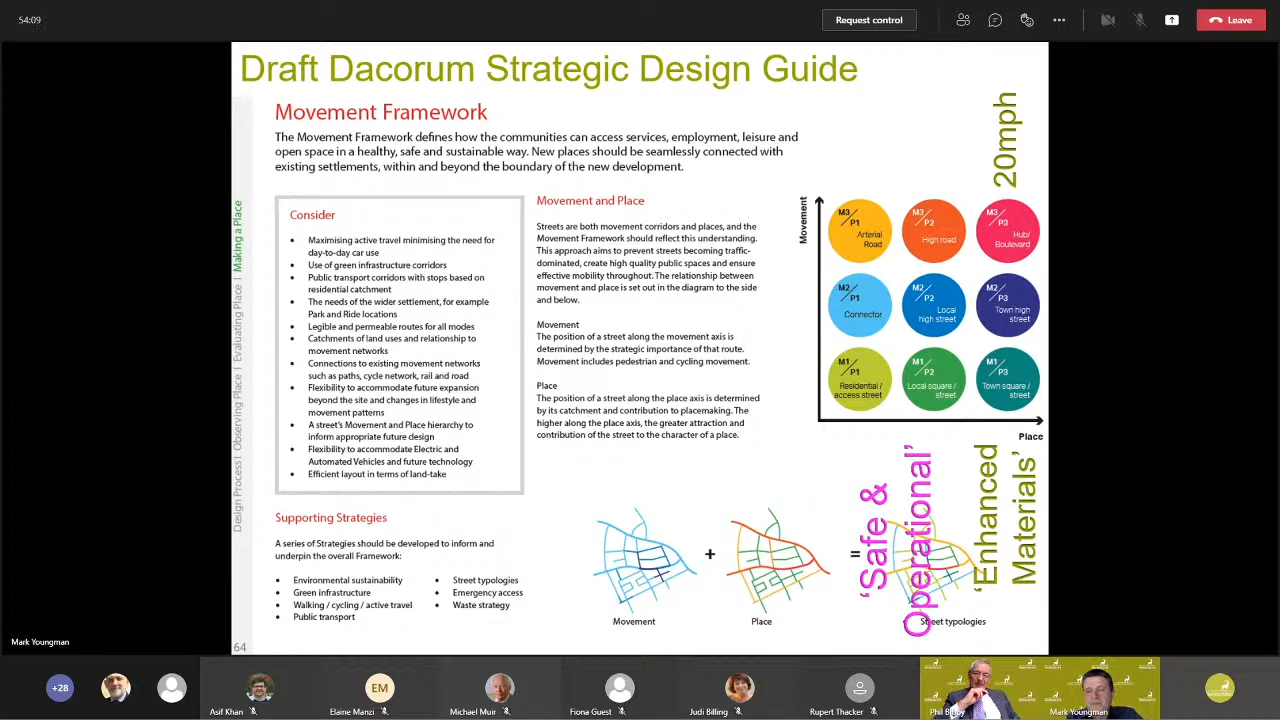 54:09
Request control
Leave
Draft Dacorum Strategic Design Guide
Movement Framework
The Movement Framework defines how the communities can access services, employment, leisure and
open space in a healthy, safe and sustainable way. New places should be seamlessly connected with
existing settlements, within and beyond the boundary of the new development.
20mph
Design Process | Observing Place | Evaluating Place | Making a Place
Consider
• Maximising active travel minimising the need for
day-to-day car use
• Use of green infrastructure corridors
• Public transport corridors with stops based on
residential catchment
• The needs of the wider settlement, for example
Park and Ride locations
• Legible and permeable routes for all modes
• Catchments of land uses and relationship to
movement networks
• Connections to existing movement networks
such as paths, cycle network, rail and road
• Flexibility to accommodate future expansion
beyond the site and changes in lifestyle and
movement patterns
• A street's Movement and Place hierarchy to
inform appropriate future design
• Flexibility to accommodate Electric and
Automated Vehicles and future technology
• Efficient layout in terms of land-take
Movement and Place
Streets are both movement corridors and places, and the
Movement Framework should reflect this understanding.
This approach aims to prevent streets becoming traffic-
dominated, create high quality public spaces and ensure
effective mobility throughout. The relationship between
movement and place is set out in the diagram to the side
and below.
Movement
The position of a street along the movement axis is
determined by the strategic importance of that route.
Movement includes pedestrian and cycling movement.
Place
The position of a street along the place axis is determined
by its catchment and contribution to placemaking. The
higher along the place axis, the greater attraction and
contribution of the street to the character of a place.
Movement
M3/
P1
Arterial
Road
M3/
P2
High road
M3/
P3
Hub/
Boulevard
M2/
P1
Connector
M2/
P2
Local
high street
M2/
P3
Town high
street
M1/
P1
Residential /
access street
M1/
P2
Local square /
street
M1/
P3
Town square /
street
Place
'Safe &
Operational'
'Enhanced
Materials'
Supporting Strategies
A series of Strategies should be developed to inform and
underpin the overall Framework:
• Environmental sustainability
• Green infrastructure
• Walking / cycling / active travel
• Public transport
• Street typologies
• Emergency access
• Waste strategy
+
=
Movement
Place
Street typologies
64
Mark Youngman
+28
Asif Khan
EM
Elaine Manzi
Michael Muir
Fiona Guest
Judi Billing
Rupert Thacker
Phil Bibby
Mark Youngman